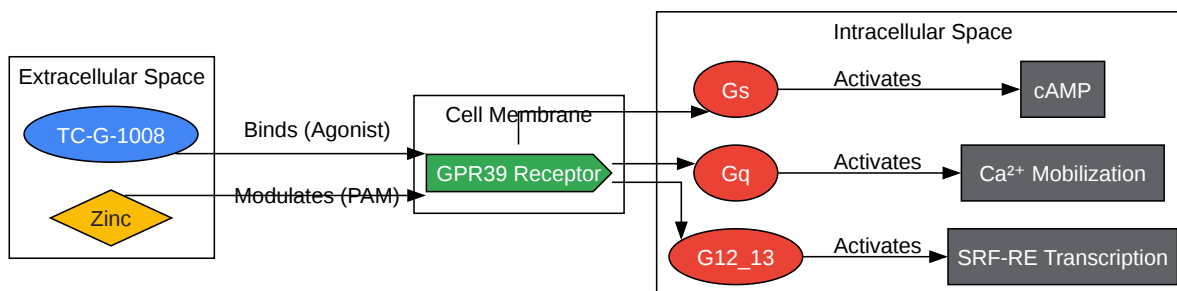 Extracellular Space
TC-G-1008
Zinc
Binds (Agonist)
Modulates (PAM)
Cell Membrane
GPR39 Receptor
Intracellular Space
Gs
Activates
cAMP
Gq
Activates
Ca²⁺ Mobilization
G12_13
Activates
SRF-RE Transcription